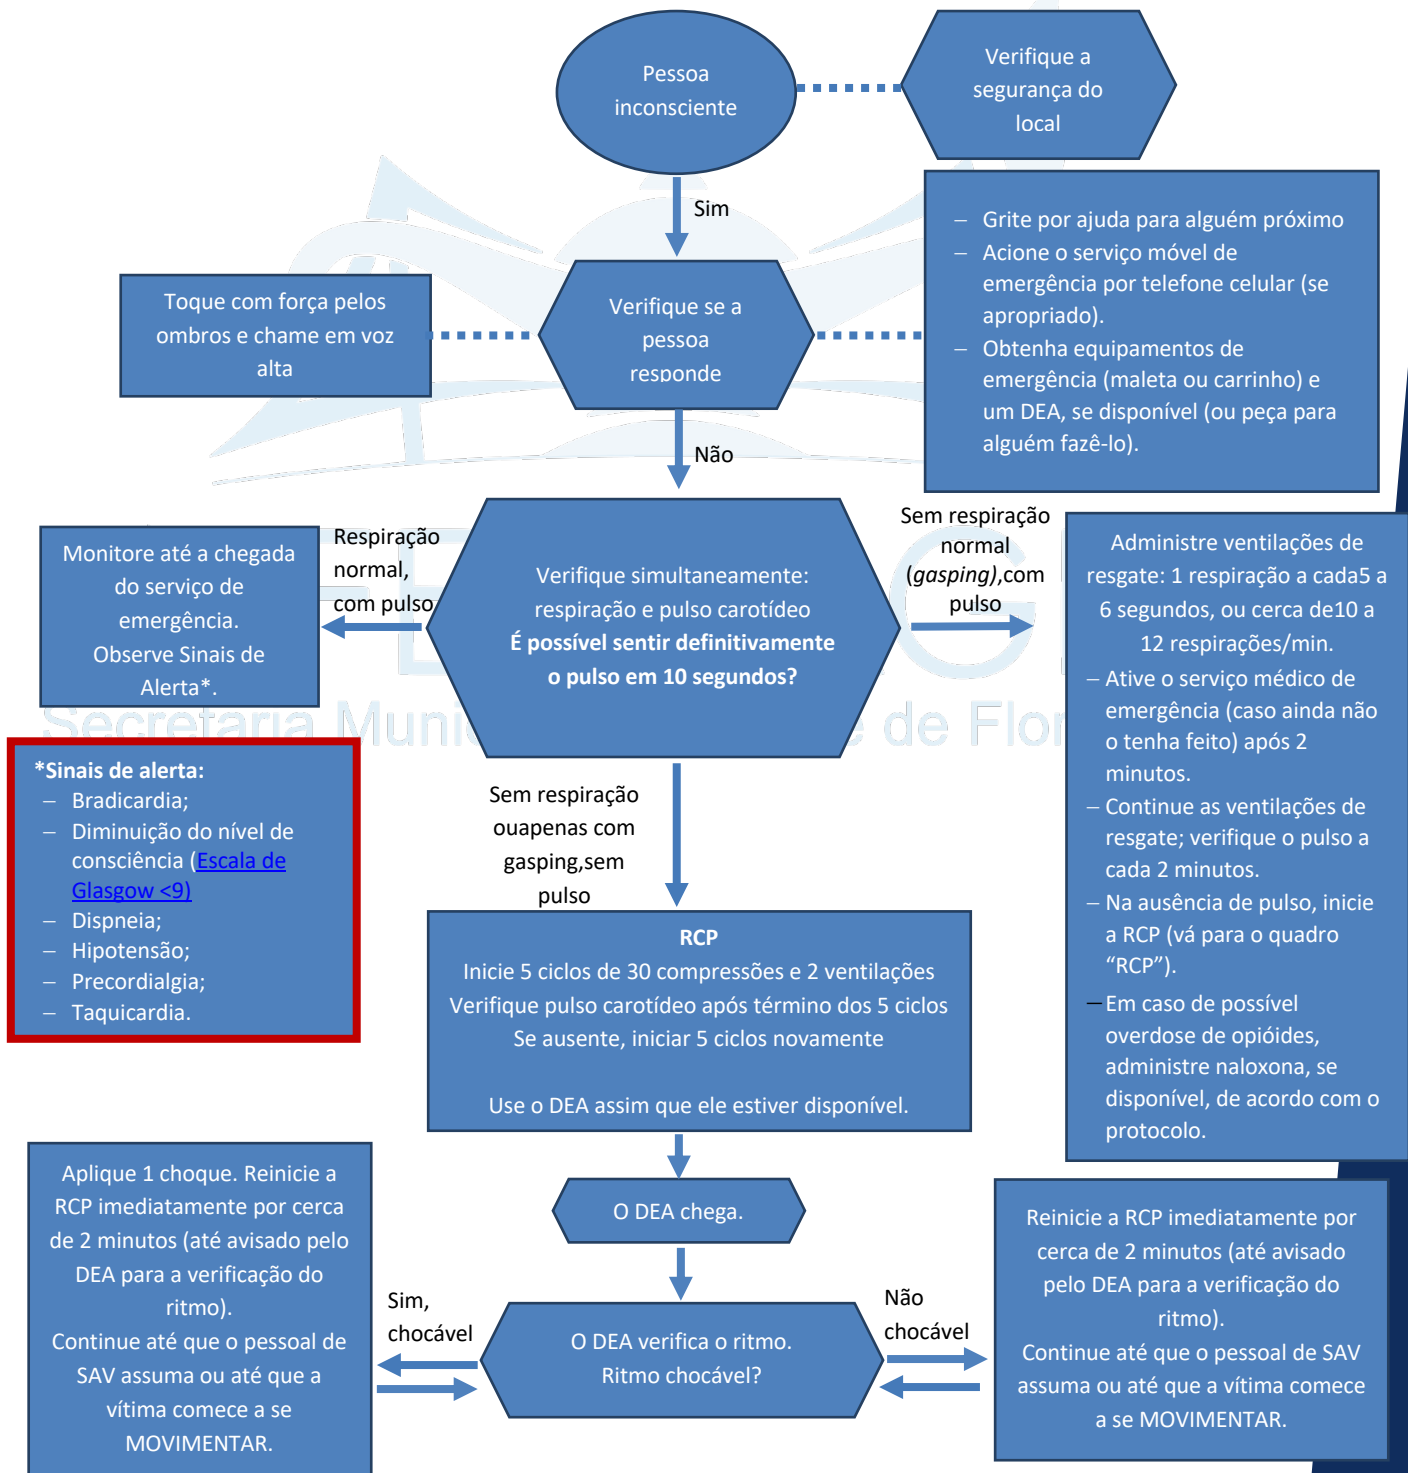 Pessoa
inconsciente
Verifique a
segurança do
local
Sim
Toque com força pelos
ombros e chame em voz
alta
Verifique se a
pessoa
responde
– Grite por ajuda para alguém próximo
– Acione o serviço móvel de
emergência por telefone celular (se
apropriado).
– Obtenha equipamentos de
emergência (maleta ou carrinho) e
um DEA, se disponível (ou peça para
alguém fazê-lo).
Não
Monitore até a chegada
do serviço de
emergência.
Observe Sinais de
Alerta*.
Respiração
normal,
com pulso
Verifique simultaneamente:
respiração e pulso carotídeo
É possível sentir definitivamente
o pulso em 10 segundos?
Sem respiração
normal
(gasping),com
pulso
Administre ventilações de
resgate: 1 respiração a cada5 a
6 segundos, ou cerca de10 a
12 respirações/min.
– Ative o serviço médico de
emergência (caso ainda não
o tenha feito) após 2
minutos.
– Continue as ventilações de
resgate; verifique o pulso a
cada 2 minutos.
– Na ausência de pulso, inicie
a RCP (vá para o quadro
“RCP”).
– Em caso de possível
overdose de opióides,
administre naloxona, se
disponível, de acordo com o
protocolo.
Secretaria Muni
de Flor
*Sinais de alerta:
– Bradicardia;
– Diminuição do nível de
consciência (Escala de
Glasgow <9)
– Dispneia;
– Hipotensão;
– Precordialgia;
– Taquicardia.
Sem respiração
ouapenas com
gasping,sem
pulso
RCP
Inicie 5 ciclos de 30 compressões e 2 ventilações
Verifique pulso carotídeo após término dos 5 ciclos
Se ausente, iniciar 5 ciclos novamente
Use o DEA assim que ele estiver disponível.
O DEA chega.
O DEA verifica o ritmo.
Ritmo chocável?
Sim,
chocável
Aplique 1 choque. Reinicie a
RCP imediatamente por cerca
de 2 minutos (até avisado pelo
DEA para a verificação do
ritmo).
Continue até que o pessoal de
SAV assuma ou até que a
vítima comece a se
MOVIMENTAR.
Não
chocável
Reinicie a RCP imediatamente por
cerca de 2 minutos (até avisado
pelo DEA para a verificação do
ritmo).
Continue até que o pessoal de SAV
assuma ou até que a vítima comece
a se MOVIMENTAR.